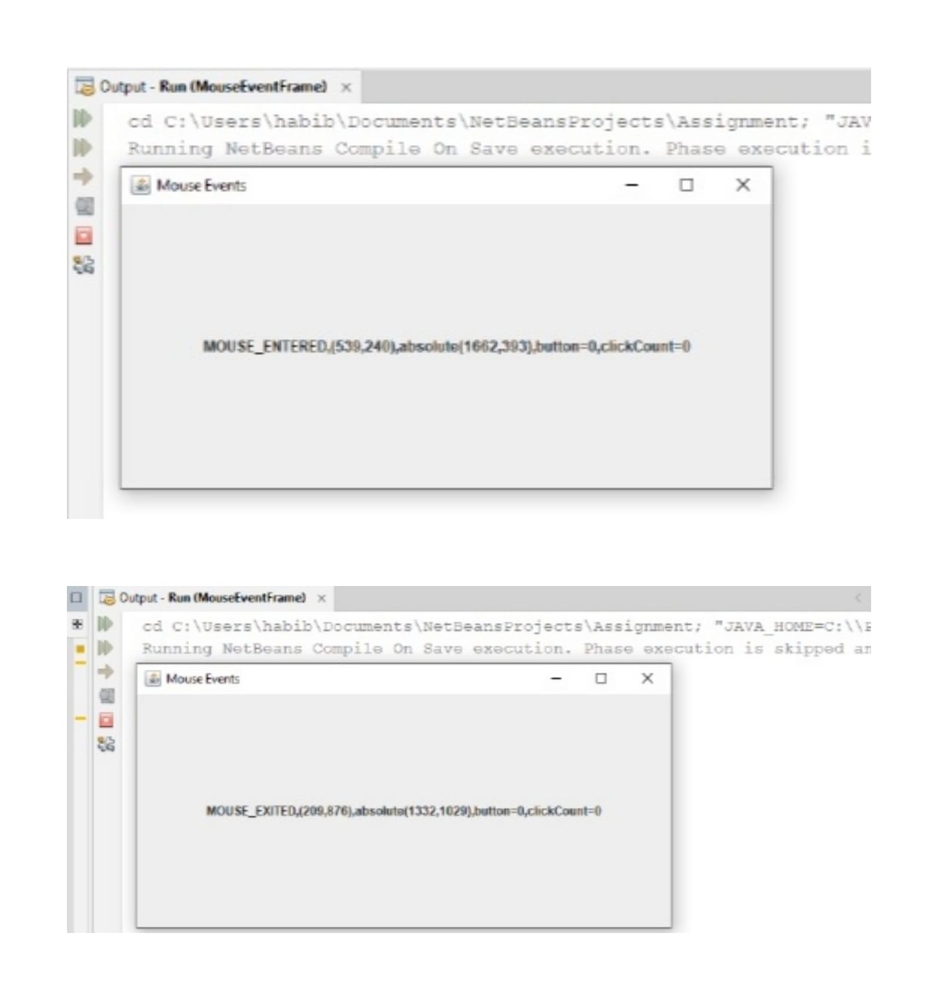 Output - Run (MouseEventFrame)
cd C:\Users\habib\Documents\NetBeansProjects\Assignment; "JAV
Running NetBeans Compile On Save execution. Phase execution i
Mouse Events
MOUSE_ENTERED,(539,240),absolute(1662,393),button=0,clickCount=0
Output - Run (MouseEventFrame)
cd C:\Users\habib\Documents\NetBeansProjects\Assignment; "JAVA_HOME=C:\\P
Running NetBeans Compile On Save execution. Phase execution is skipped an
Mouse Events
MOUSE_EXITED,(209,876),absolute(1332,1029),button=0,clickCount=0